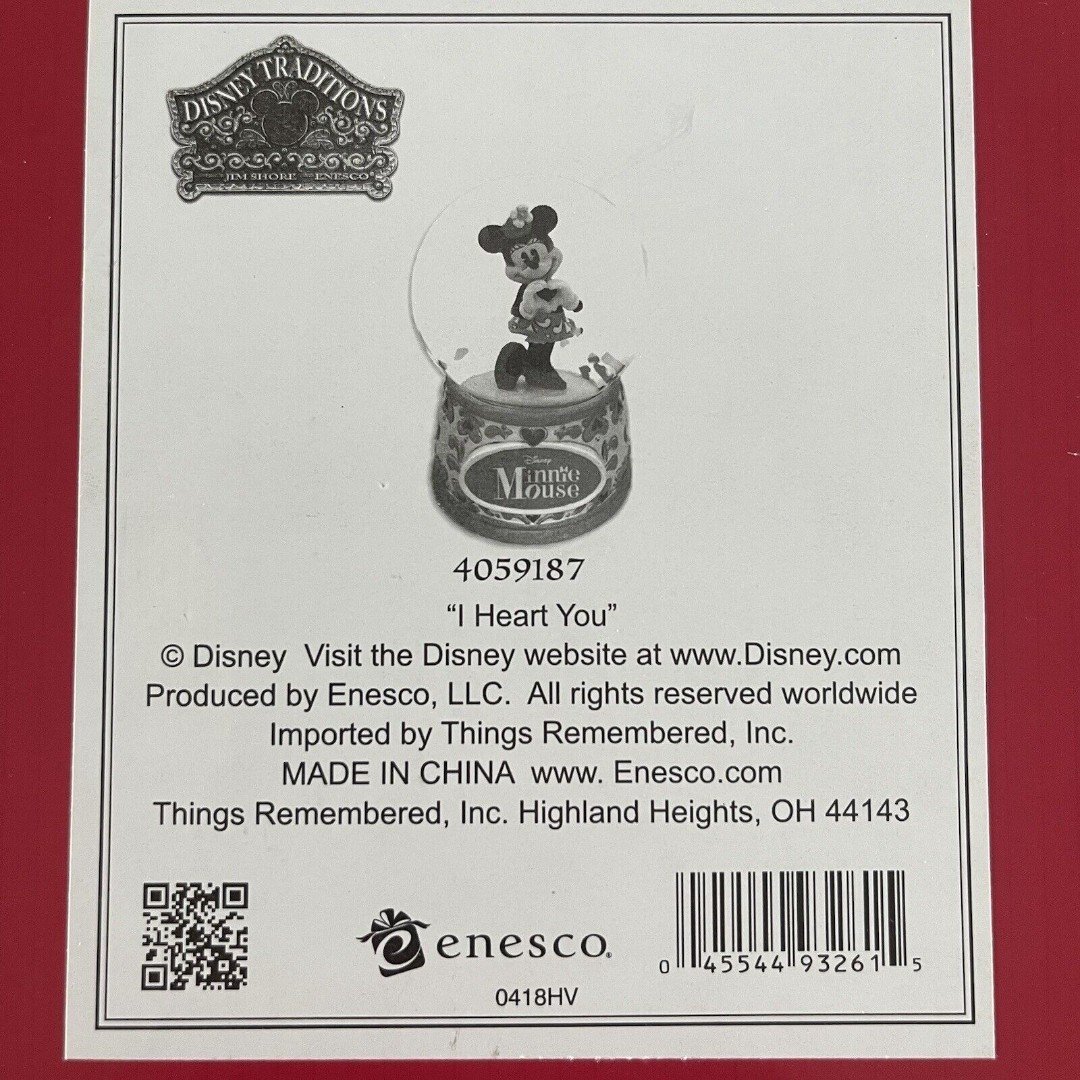 DISNEY TRADITIONS
JIM SHORE ENESCO
Disney
Minnie
Mouse
4059187
“I Heart You”
© Disney Visit the Disney website at www.Disney.com
Produced by Enesco, LLC. All rights reserved worldwide
Imported by Things Remembered, Inc.
MADE IN CHINA www. Enesco.com
Things Remembered, Inc. Highland Heights, OH 44143
enesco®
0418HV
0 45544 93261 5